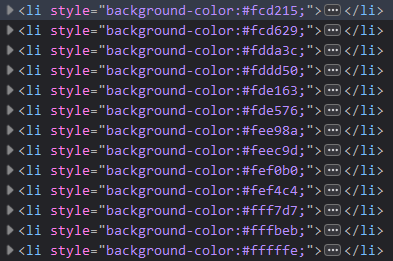 <li style="background-color:#fcd215;">…</li>
<li style="background-color:#fcd629;">…</li>
<li style="background-color:#fdda3c;">…</li>
<li style="background-color:#fddd50;">…</li>
<li style="background-color:#fde163;">…</li>
<li style="background-color:#fde576;">…</li>
<li style="background-color:#fee98a;">…</li>
<li style="background-color:#feec9d;">…</li>
<li style="background-color:#fef0b0;">…</li>
<li style="background-color:#fef4c4;">…</li>
<li style="background-color:#fff7d7;">…</li>
<li style="background-color:#fffbeb;">…</li>
<li style="background-color:#fffffe;">…</li>